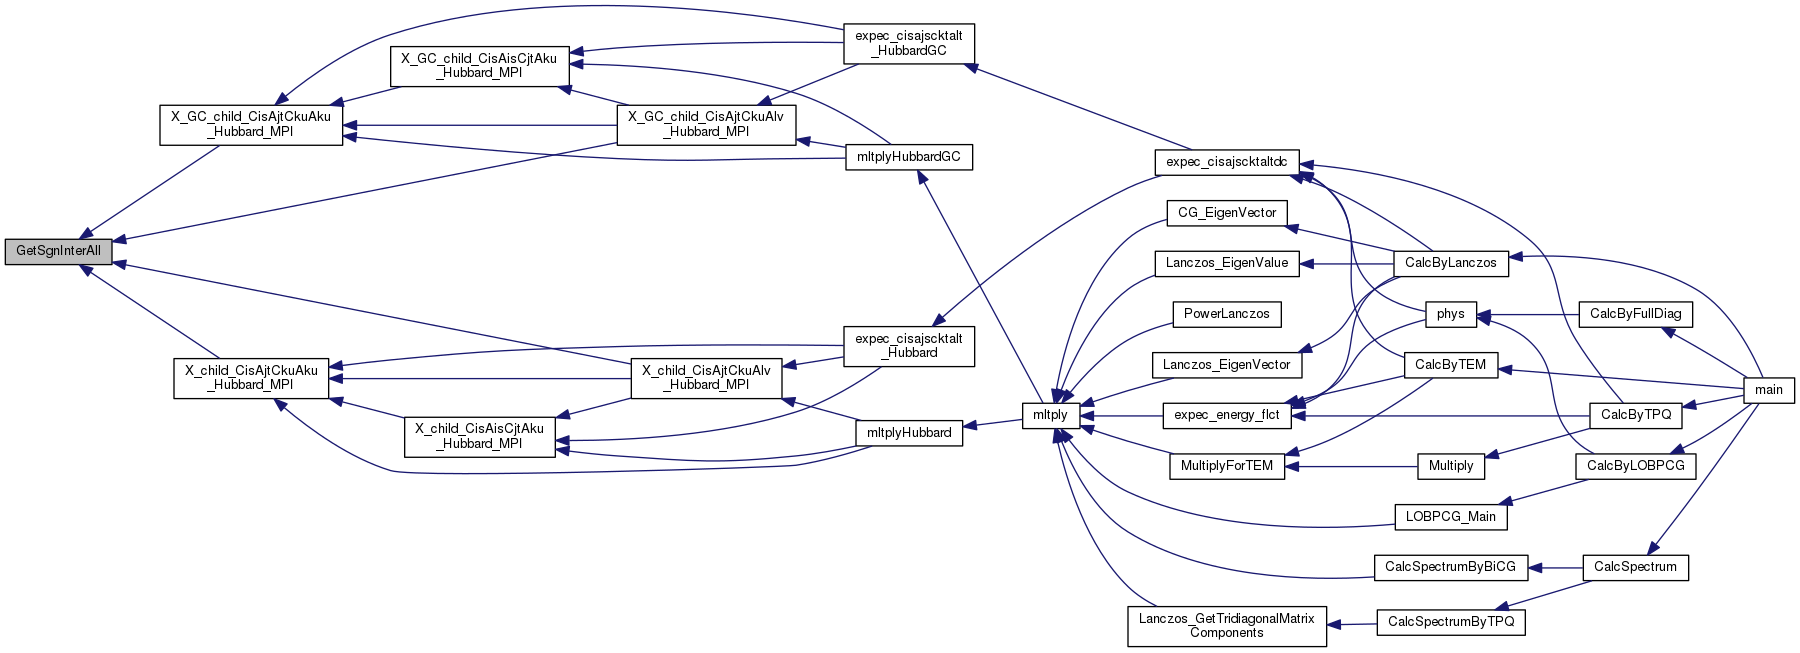 GetSgnInterAll
X_GC_child_CisAjtCkuAku
_Hubbard_MPI
X_GC_child_CisAisCjtAku
_Hubbard_MPI
X_GC_child_CisAjtCkuAlv
_Hubbard_MPI
expec_cisajscktalt
_HubbardGC
mltplyHubbardGC
X_child_CisAjtCkuAku
_Hubbard_MPI
X_child_CisAisCjtAku
_Hubbard_MPI
X_child_CisAjtCkuAlv
_Hubbard_MPI
expec_cisajscktalt
_Hubbard
mltplyHubbard
mltply
expec_cisajscktaltdc
CG_EigenVector
Lanczos_EigenValue
PowerLanczos
Lanczos_EigenVector
expec_energy_flct
MultiplyForTEM
Lanczos_GetTridiagonalMatrix
Components
CalcByLanczos
phys
CalcByTEM
Multiply
LOBPCG_Main
CalcSpectrumByBiCG
CalcSpectrumByTPQ
CalcByFullDiag
CalcByTPQ
CalcByLOBPCG
CalcSpectrum
main